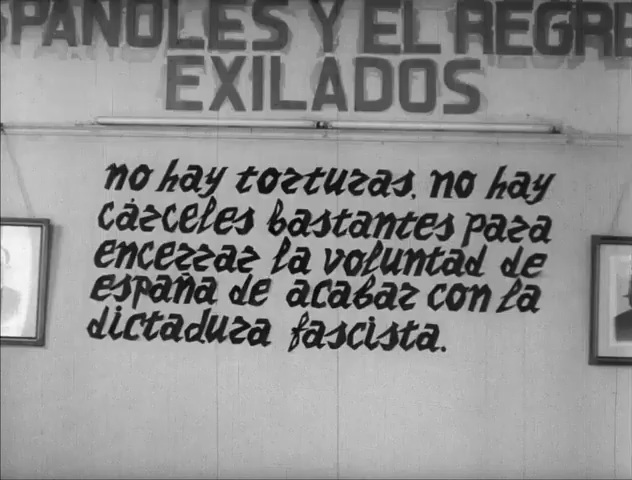 SPAÑOLES Y EL REGRE
EXILADOS
no hay torturas, no hay
cárceles bastantes para
encerrar la voluntad de
españa de acabar con la
dictadura fascista.